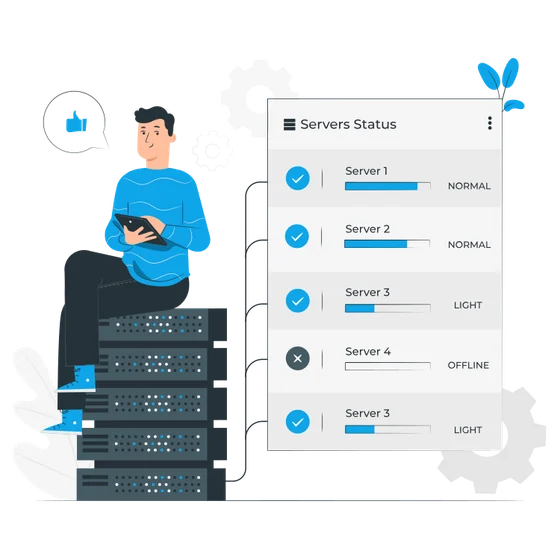 Servers Status
Server 1
NORMAL
Server 2
NORMAL
Server 3
LIGHT
Server 4
OFFLINE
Server 3
LIGHT